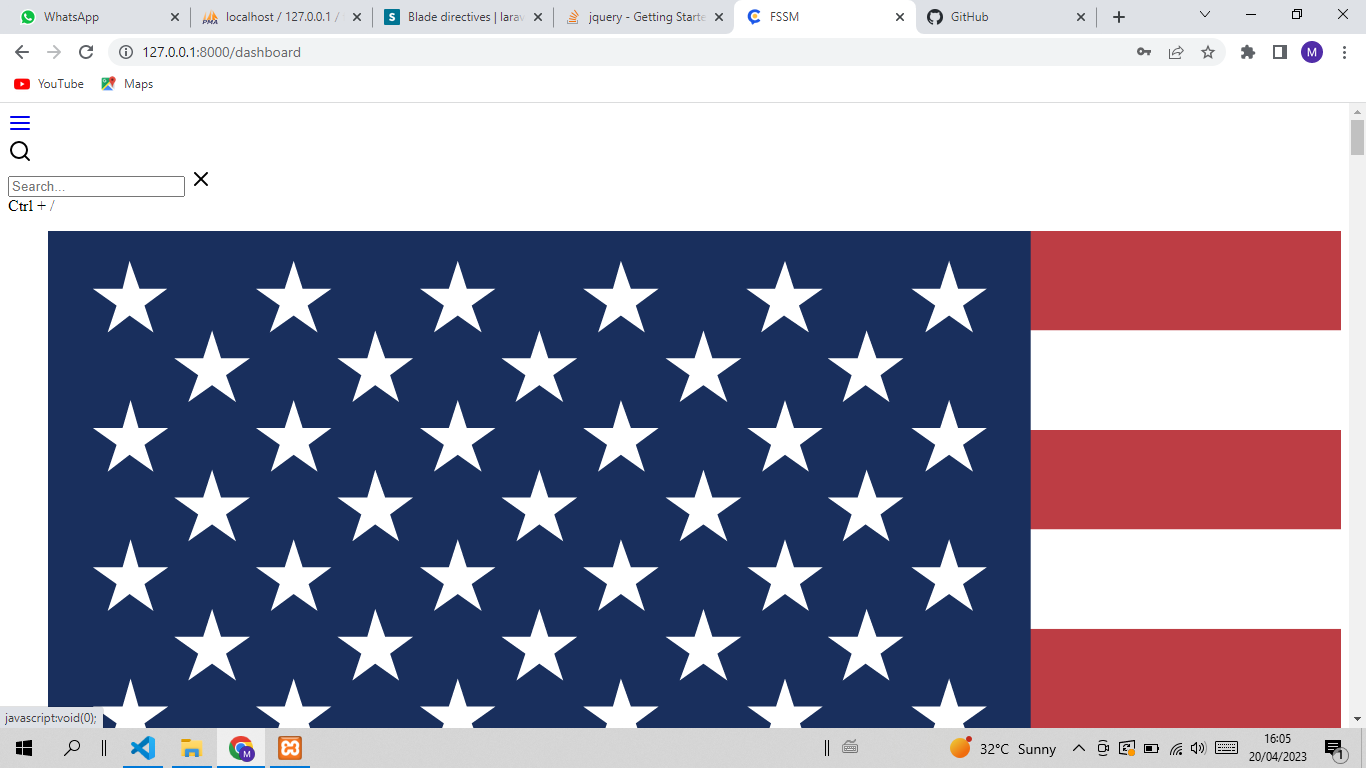 WhatsApp
localhost / 127.0.0.1 /
Blade directives | larav
jquery - Getting Starte
FSSM
GitHub
127.0.0.1:8000/dashboard
M
YouTube
Maps
Search...
Ctrl + /
javascript:void(0);
M
32°C Sunny
16:05
20/04/2023
1